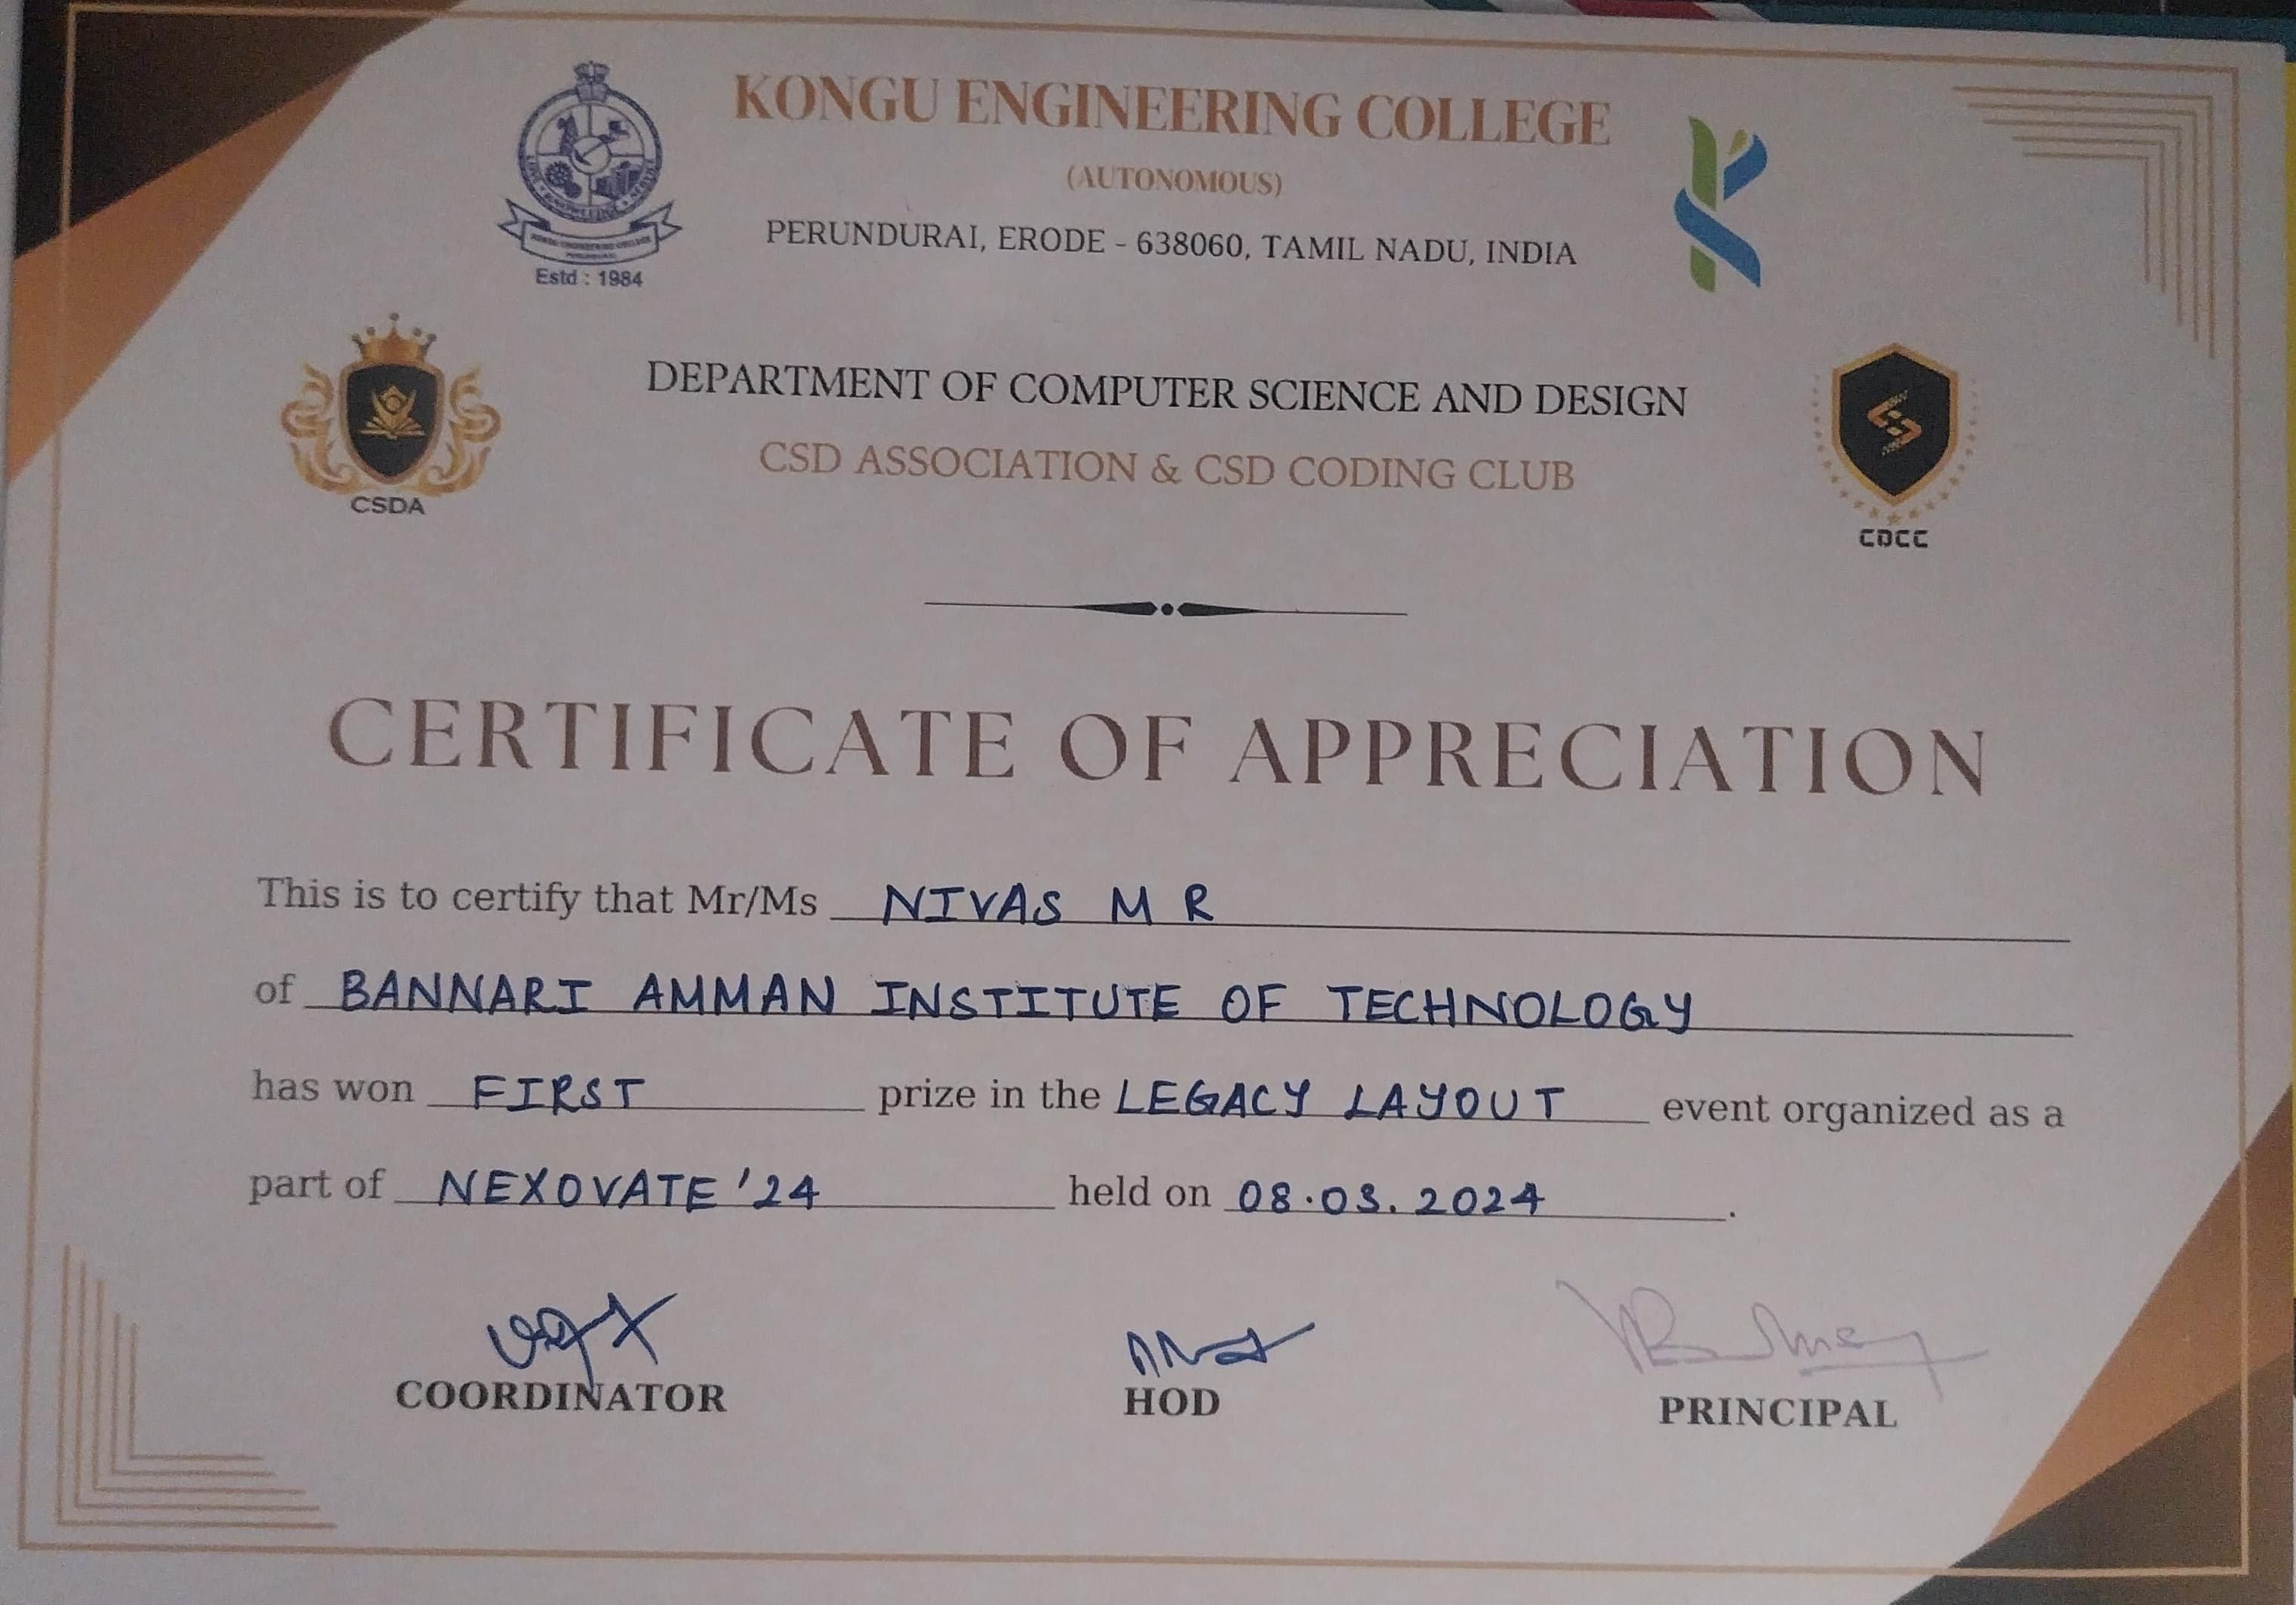 KONGU ENGINEERING COLLEGE
(AUTONOMOUS)
PERUNDURAI, ERODE - 638060, TAMIL NADU, INDIA
Estd : 1984
DEPARTMENT OF COMPUTER SCIENCE AND DESIGN
CSD ASSOCIATION & CSD CODING CLUB
CSDA
CDCC
CERTIFICATE OF APPRECIATION
This is to certify that Mr/Ms NIVAS M R
of BANNARI AMMAN INSTITUTE OF TECHNOLOGY
has won FIRST prize in the LEGACY LAYOUT event organized as a
part of NEXOVATE '24 held on 08.03.2024.
COORDINATOR
HOD
PRINCIPAL